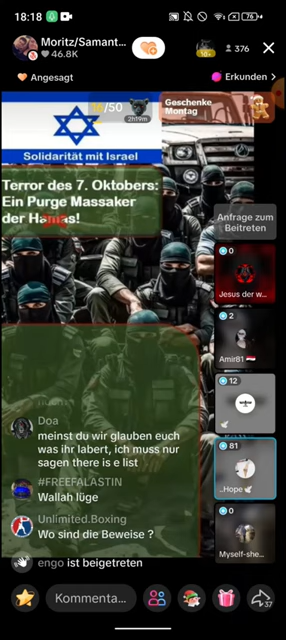 18:18
76
Moritz/Samant...
46.8K
376
Angesagt
Erkunden >
/50
2h19m
Geschenke
Montag
Solidarität mit Israel
Terror des 7. Oktobers:
Ein Purge Massaker
der Hamas!
Anfrage zum
Beitreten
0
Jesus der w...
2
Amir81
12
81
..Hope
0
Myself-she...
Doa
meinst du wir glauben euch
was ihr labert, ich muss nur
sagen there is e list
#FREEFALASTIN
Wallah lüge
Unlimited.Boxing
Wo sind die Beweise ?
engo ist beigetreten
Kommenta...
37